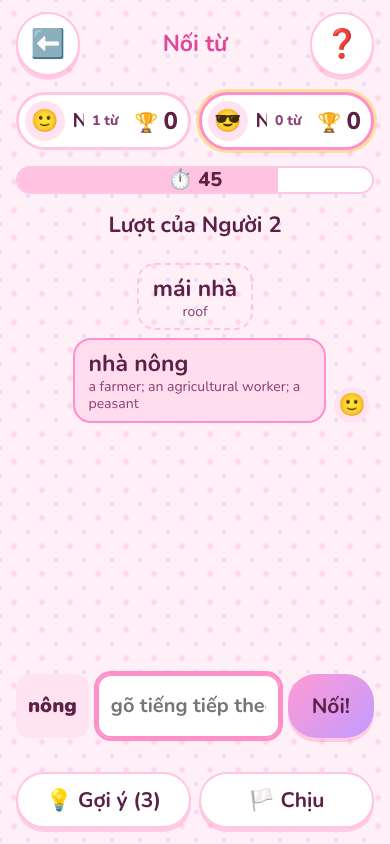 Nối từ
N 1 từ 0
N 0 từ 0
45
Lượt của Người 2
mái nhà
roof
nhà nông
a farmer; an agricultural worker; a
peasant
nông gõ tiếng tiếp the Nối!
Gợi ý (3) Chịu